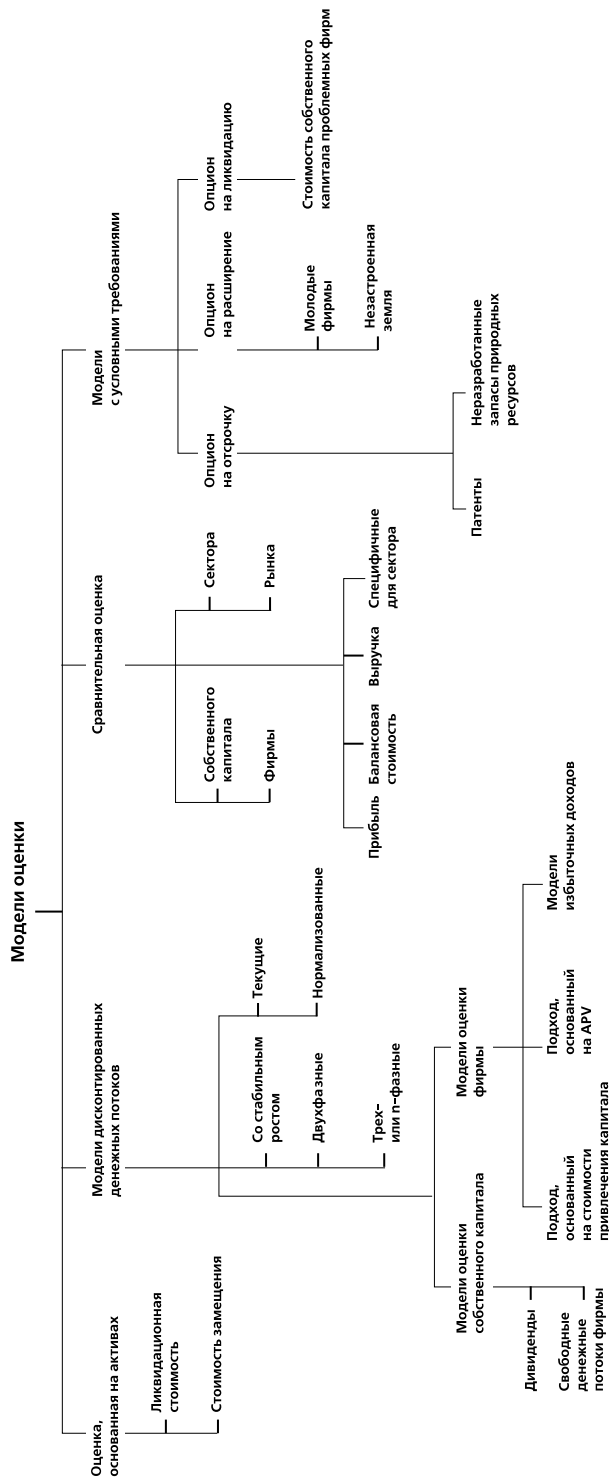 Модели оценки
Оценка,
основанная на активах
Ликвидационная
стоимость
Стоимость замещения
Модели дисконтированных
денежных потоков
Со стабильным
ростом
Двухфазные
Трех–
или n–фазные
Текущие
Нормализованные
Модели оценки
собственного капитала
Дивиденды
Свободные
денежные
потоки фирмы
Модели оценки
фирмы
Подход,
основанный
на стоимости
привлечения капитала
Подход,
основанный
на APV
Модели
избыточных доходов
Сравнительная оценка
Собственного
капитала
Фирмы
Сектора
Рынка
Прибыль
Балансовая
стоимость
Выручка
Специфичные
для сектора
Модели
с условными требованиями
Опцион
на отсрочку
Патенты
Неразработанные
запасы природных
ресурсов
Опцион
на расширение
Молодые
фирмы
Незастроенная
земля
Опцион
на ликвидацию
Стоимость собственного
капитала проблемных фирм